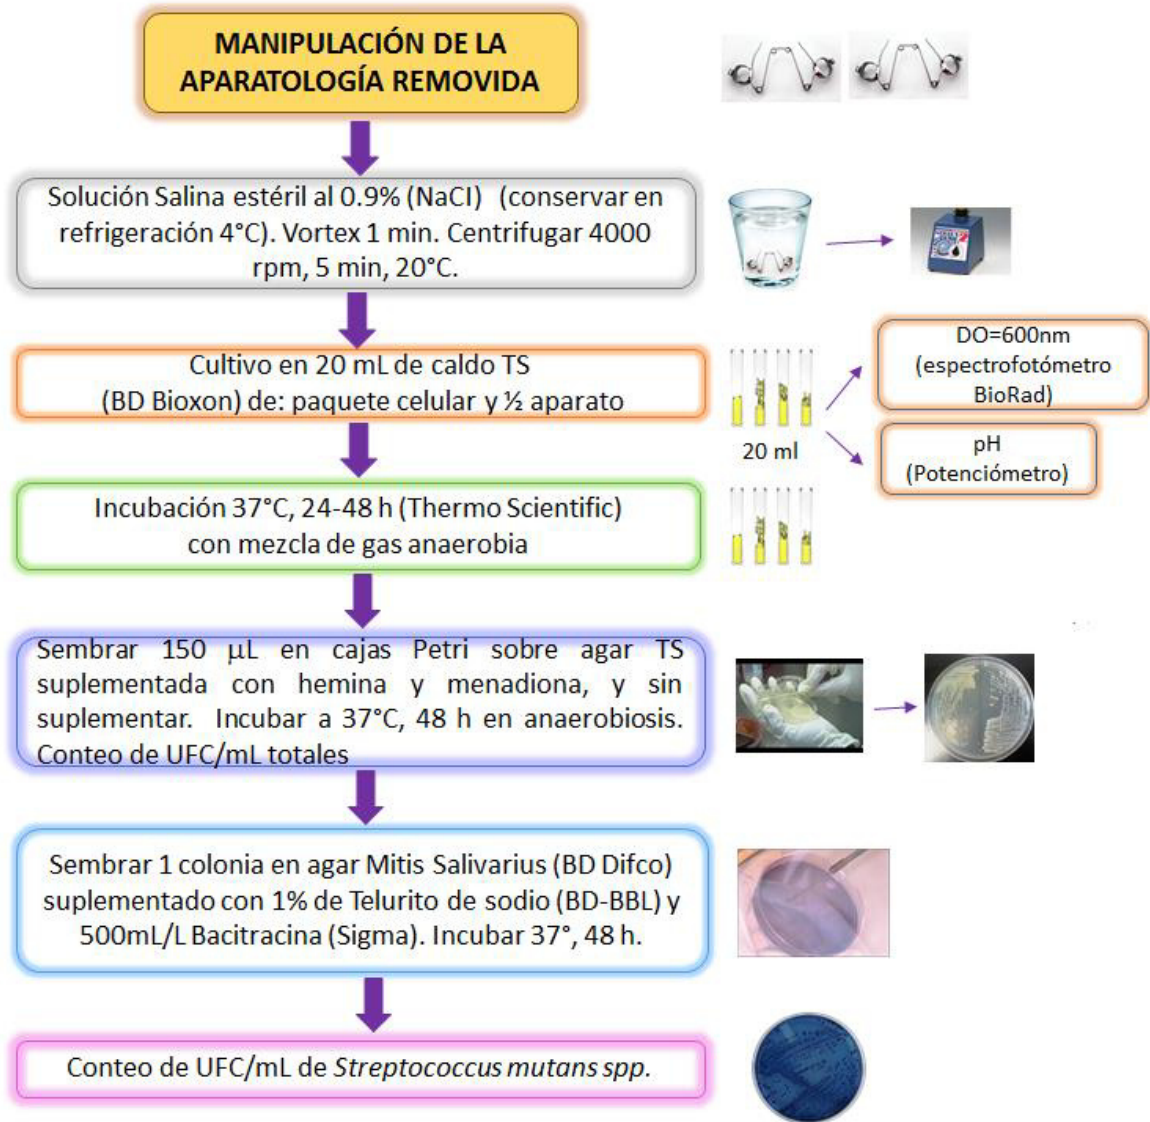 MANIPULACIÓN DE LA
APARATOLOGÍA REMOVIDA
Solución Salina estéril al 0.9% (NaCl) (conservar en
refrigeración 4°C). Vortex 1 min. Centrifugar 4000
rpm, 5 min, 20°C.
Cultivo en 20 mL de caldo TS
(BD Bioxon) de: paquete celular y ½ aparato
20 ml
DO=600nm
(espectrofotómetro
BioRad)
pH
(Potenciómetro)
Incubación 37°C, 24-48 h (Thermo Scientific)
con mezcla de gas anaerobia
Sembrar 150 µL en cajas Petri sobre agar TS
suplementada con hemina y menadiona, y sin
suplementar. Incubar a 37°C, 48 h en anaerobiosis.
Conteo de UFC/mL totales
Sembrar 1 colonia en agar Mitis Salivarius (BD Difco)
suplementado con 1% de Telurito de sodio (BD-BBL) y
500mL/L Bacitracina (Sigma). Incubar 37°, 48 h.
Conteo de UFC/mL de Streptococcus mutans spp.